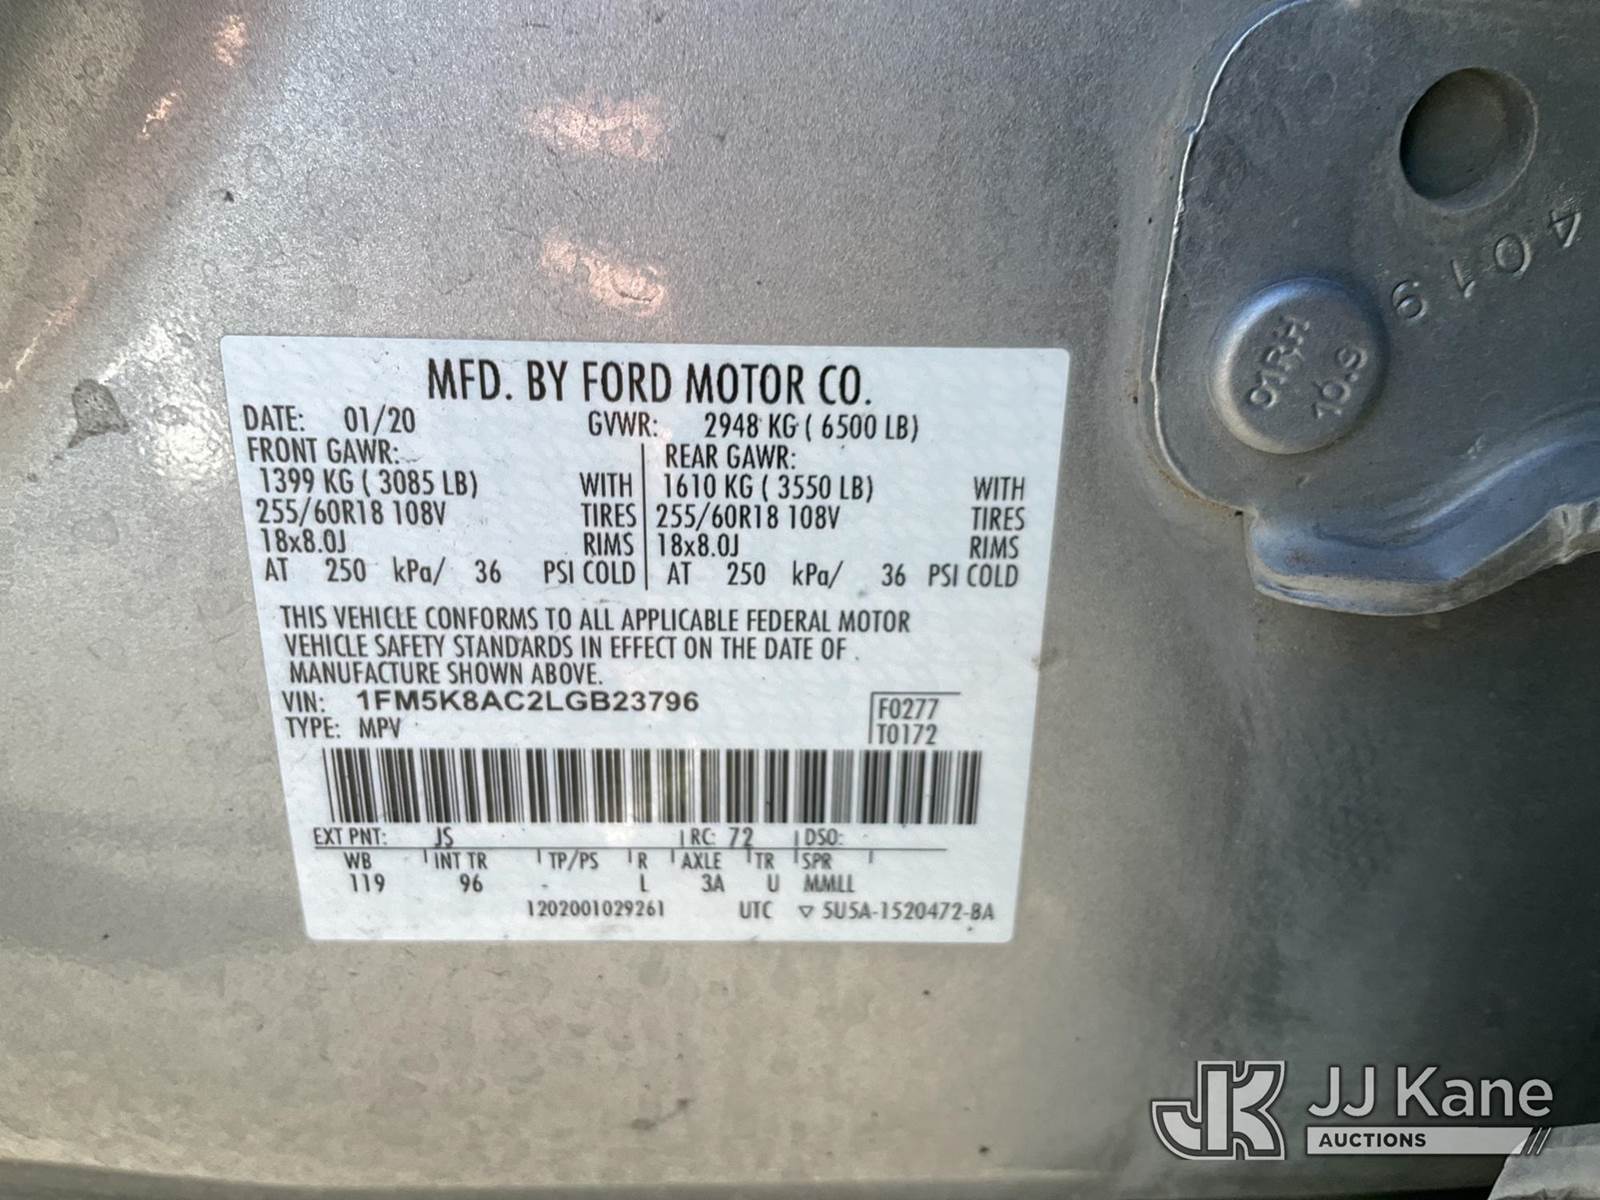 MFD. BY FORD MOTOR CO.
DATE: 01/20 GVWR: 2948 KG ( 6500 LB)
FRONT GAWR: REAR GAWR:
1399 KG ( 3085 LB) WITH 1610 KG ( 3550 LB) WITH
255/60R18 108V TIRES 255/60R18 108V TIRES
18x8.0J RIMS 18x8.0J RIMS
AT 250 kPa/ 36 PSI COLD AT 250 kPa/ 36 PSI COLD
THIS VEHICLE CONFORMS TO ALL APPLICABLE FEDERAL MOTOR
VEHICLE SAFETY STANDARDS IN EFFECT ON THE DATE OF
MANUFACTURE SHOWN ABOVE.
VIN: 1FM5K8AC2LGB23796 F0277
TYPE: MPV T0172
EXT PNT: JS RC: 72 DSO:
WB INT TR TP/PS R AXLE TR SPR
119 96 - L 3A U MMLL
1202001029261 UTC ▽ 5U5A-1520472-BA
4019
01RH
10.9
JK JJ Kane
AUCTIONS